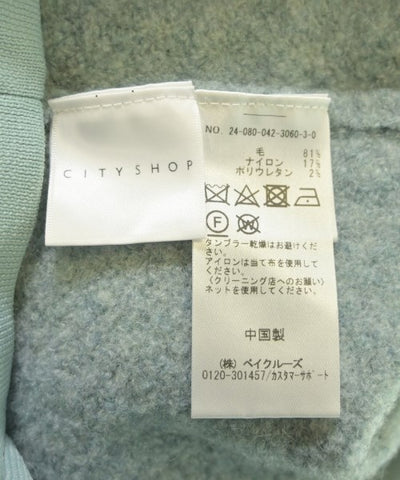 CITYSHOP
NO. 24-080-042-3060-3-0
毛 81%
ナイロン 17%
ポリウレタン 2%
F W
タンブラー乾燥はお避けくだ
さい。
アイロンは当て布を使用して
ください。
(クリーニング店へのお願い)
ネットを使用してください。
中国製
(株) ベイクルーズ
0120-301457/カスタマーサポート